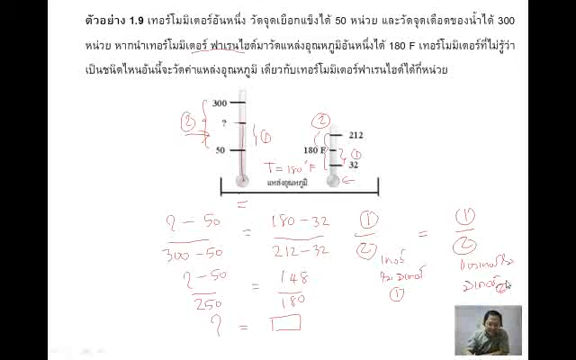 ตัวอย่าง 1.9 เทอร์โมมิเตอร์อันหนึ่ง วัดจุดเยือกแข็งได้ 50 หน่วย และวัดจุดเดือดของน้ำได้ 300
หน่วย หากนำเทอร์โมมิเตอร์ ฟาเรนไฮต์มาวัดแหล่งอุณหภูมิอันหนึ่งได้ 180 F เทอร์โมมิเตอร์ที่ไม่รู้ว่า
เป็นชนิดไหนอันนี้จะวัดค่าแหล่งอุณหภูมิ เดียวกับเทอร์โมมิเตอร์ฟาเรนไฮต์ได้กี่หน่วย
300
② ? ①
50
② 212
180 F ①
32
T = 180°F
แหล่งอุณหภูมิ
=
? - 50 = 180 - 32 ① = ①
300 - 50 212 - 32 ② ②
? - 50 = 148
250 180 ①
? =